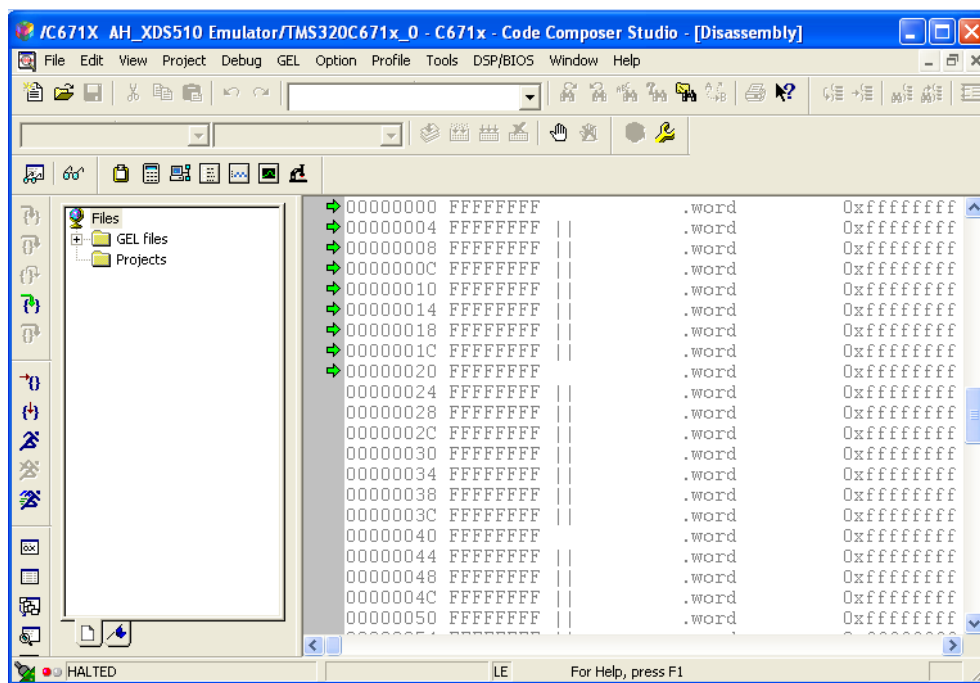 /C671X AH_XDS510 Emulator/TMS320C671x_0 - C671x - Code Composer Studio - [Disassembly]
File Edit View Project Debug GEL Option Profile Tools DSP/BIOS Window Help
Files
GEL files
Projects
00000000 FFFFFFFF .word 0xffffffff
00000004 FFFFFFFF || .word 0xffffffff
00000008 FFFFFFFF || .word 0xffffffff
0000000C FFFFFFFF || .word 0xffffffff
00000010 FFFFFFFF || .word 0xffffffff
00000014 FFFFFFFF || .word 0xffffffff
00000018 FFFFFFFF || .word 0xffffffff
0000001C FFFFFFFF || .word 0xffffffff
00000020 FFFFFFFF .word 0xffffffff
00000024 FFFFFFFF || .word 0xffffffff
00000028 FFFFFFFF || .word 0xffffffff
0000002C FFFFFFFF || .word 0xffffffff
00000030 FFFFFFFF || .word 0xffffffff
00000034 FFFFFFFF || .word 0xffffffff
00000038 FFFFFFFF || .word 0xffffffff
0000003C FFFFFFFF || .word 0xffffffff
00000040 FFFFFFFF .word 0xffffffff
00000044 FFFFFFFF || .word 0xffffffff
00000048 FFFFFFFF || .word 0xffffffff
0000004C FFFFFFFF || .word 0xffffffff
00000050 FFFFFFFF || .word 0xffffffff
HALTED LE For Help, press F1